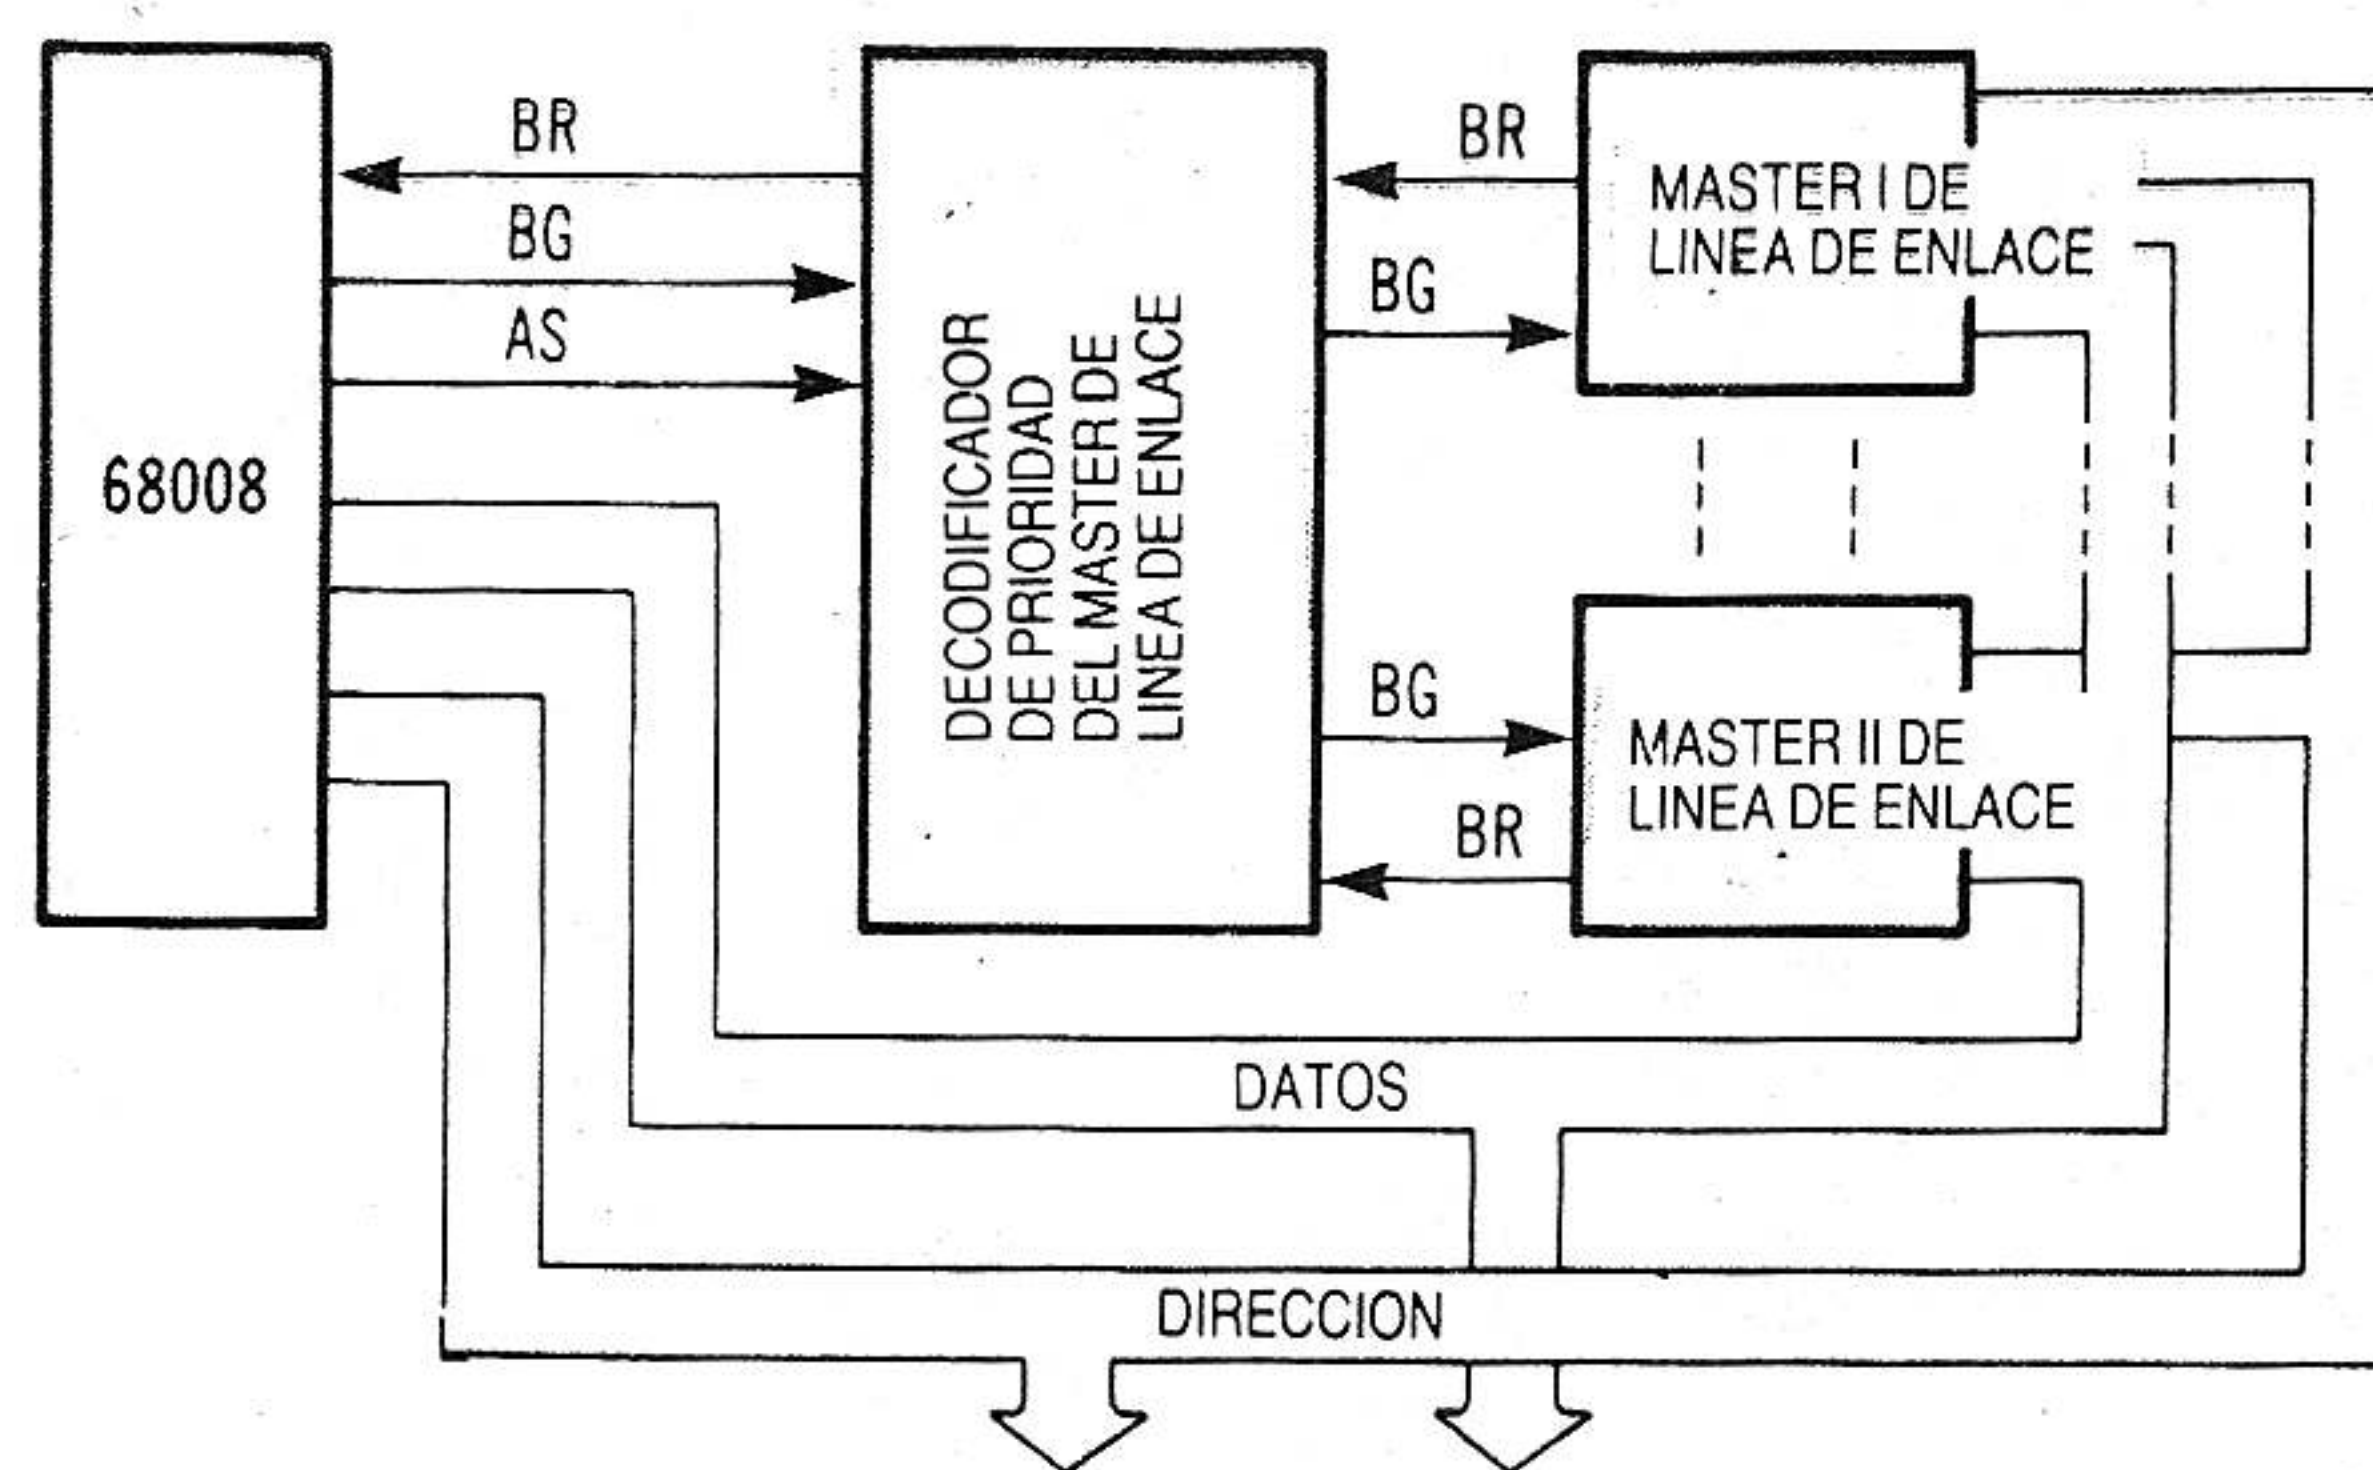 68008
BR
BG
AS
DECODIFICADOR
DE PRIORIDAD
DEL MASTER DE
LINEA DE ENLACE
BR
BG
MASTER I DE
LINEA DE ENLACE
BG
BR
MASTER II DE
LINEA DE ENLACE
DATOS
DIRECCION